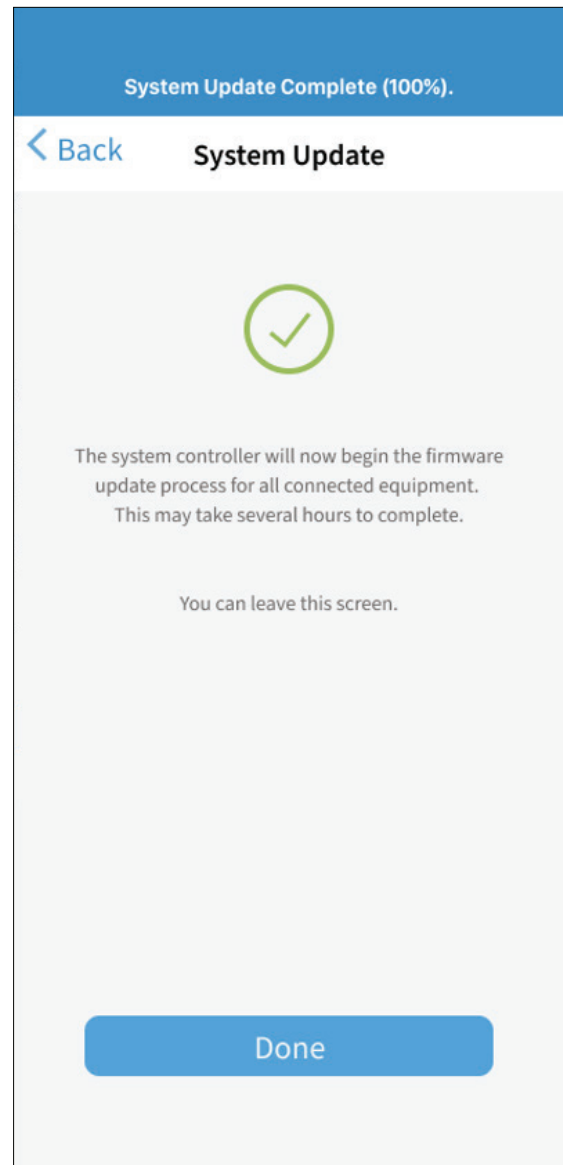 System Update Complete (100%).
Back
System Update
The system controller will now begin the firmware
update process for all connected equipment.
This may take several hours to complete.
You can leave this screen.
Done